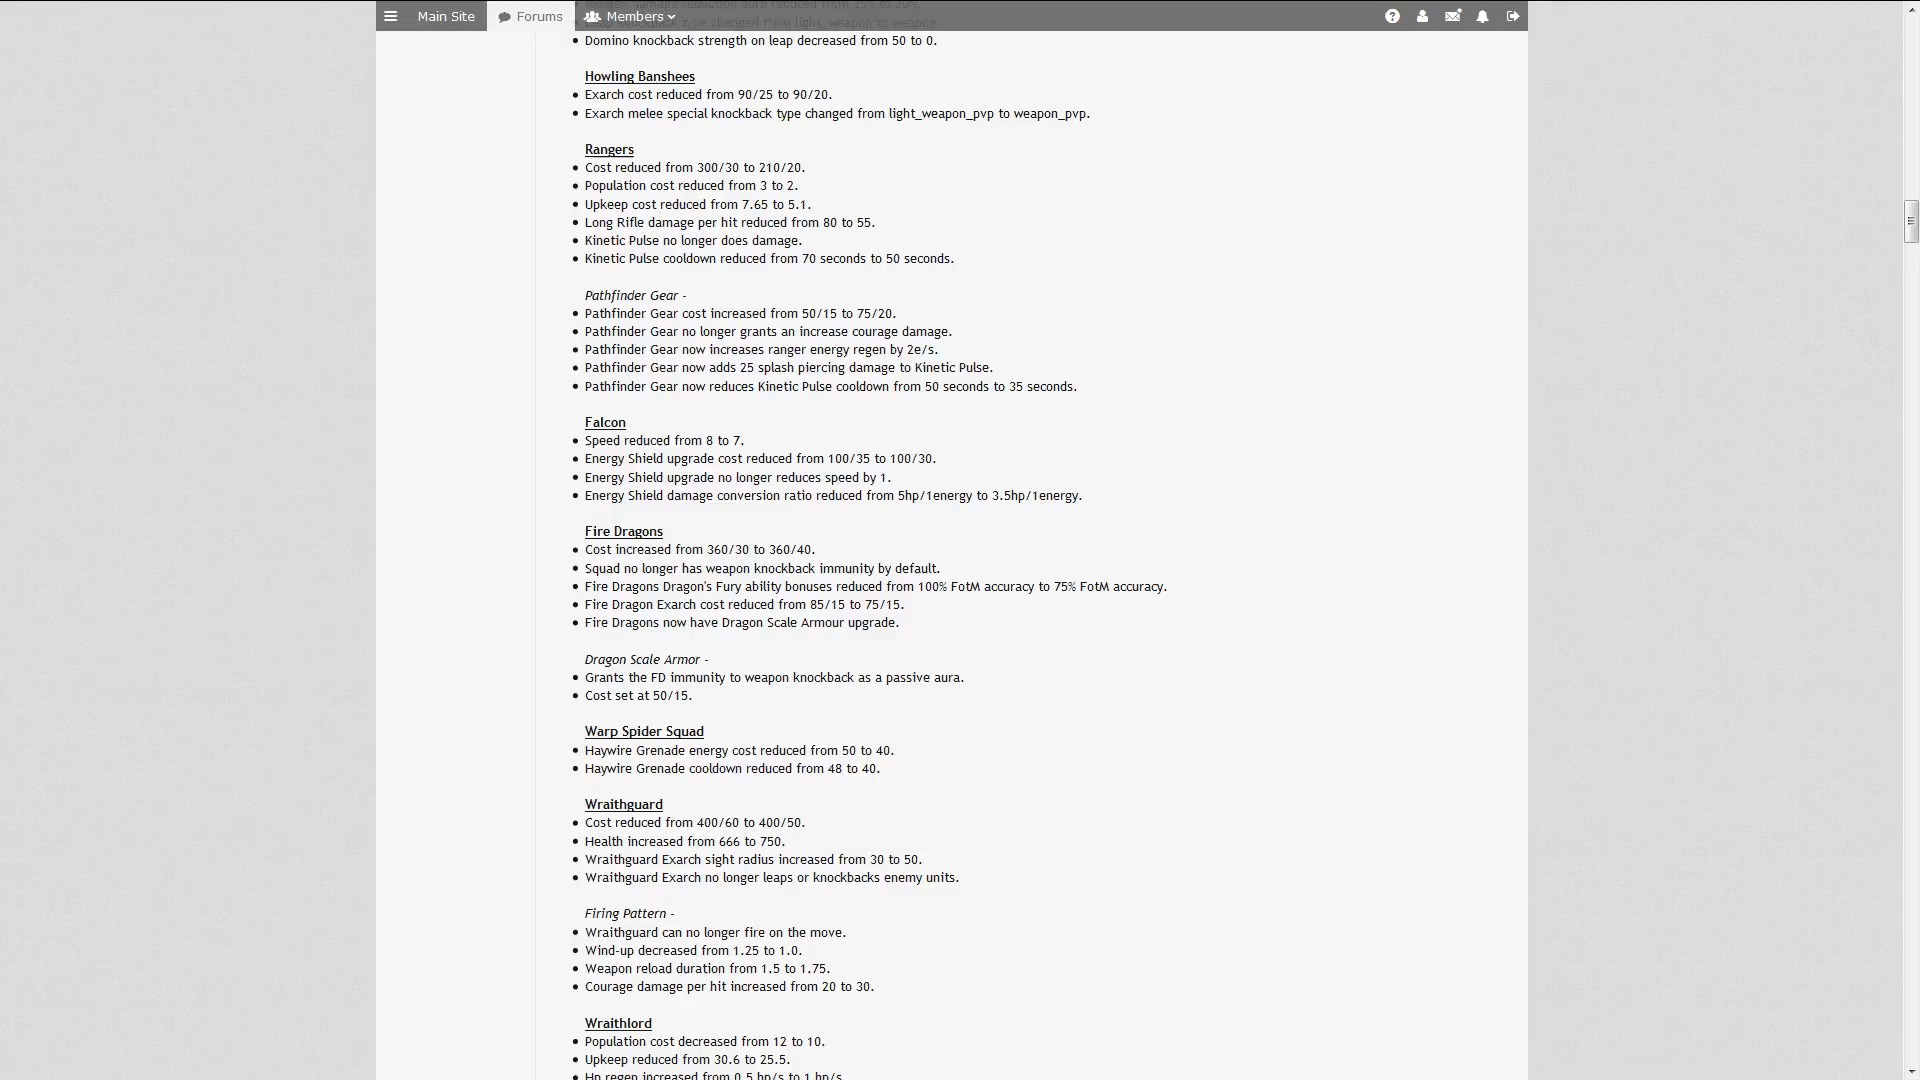 Main Site
Forums
Members
Domino knockback strength on leap decreased from 50 to 0.
Howling Banshees
Exarch cost reduced from 90/25 to 90/20.
Exarch melee special knockback type changed from light_weapon_pvp to weapon_pvp.
Rangers
Cost reduced from 300/30 to 210/20.
Population cost reduced from 3 to 2.
Upkeep cost reduced from 7.65 to 5.1.
Long Rifle damage per hit reduced from 80 to 55.
Kinetic Pulse no longer does damage.
Kinetic Pulse cooldown reduced from 70 seconds to 50 seconds.
Pathfinder Gear -
Pathfinder Gear cost increased from 50/15 to 75/20.
Pathfinder Gear no longer grants an increase courage damage.
Pathfinder Gear now increases ranger energy regen by 2e/s.
Pathfinder Gear now adds 25 splash piercing damage to Kinetic Pulse.
Pathfinder Gear now reduces Kinetic Pulse cooldown from 50 seconds to 35 seconds.
Falcon
Speed reduced from 8 to 7.
Energy Shield upgrade cost reduced from 100/35 to 100/30.
Energy Shield upgrade no longer reduces speed by 1.
Energy Shield damage conversion ratio reduced from 5hp/1energy to 3.5hp/1energy.
Fire Dragons
Cost increased from 360/30 to 360/40.
Squad no longer has weapon knockback immunity by default.
Fire Dragons Dragon's Fury ability bonuses reduced from 100% FotM accuracy to 75% FotM accuracy.
Fire Dragon Exarch cost reduced from 85/15 to 75/15.
Fire Dragons now have Dragon Scale Armour upgrade.
Dragon Scale Armor -
Grants the FD immunity to weapon knockback as a passive aura.
Cost set at 50/15.
Warp Spider Squad
Haywire Grenade energy cost reduced from 50 to 40.
Haywire Grenade cooldown reduced from 48 to 40.
Wraithguard
Cost reduced from 400/60 to 400/50.
Health increased from 666 to 750.
Wraithguard Exarch sight radius increased from 30 to 50.
Wraithguard Exarch no longer leaps or knockbacks enemy units.
Firing Pattern -
Wraithguard can no longer fire on the move.
Wind-up decreased from 1.25 to 1.0.
Weapon reload duration from 1.5 to 1.75.
Courage damage per hit increased from 20 to 30.
Wraithlord
Population cost decreased from 12 to 10.
Upkeep reduced from 30.6 to 25.5.
Hp regen increased from 0.5 hp/s to 1 hp/s